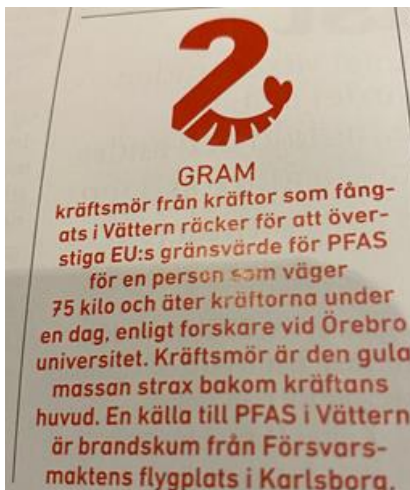 2
GRAM
kräftsmör från kräftor som fång-
ats i Vättern räcker för att över-
stiga EU:s gränsvärde för PFAS
för en person som väger
75 kilo och äter kräftorna under
en dag, enligt forskare vid Örebro
universitet. Kräftsmör är den gula
massan strax bakom kräftans
huvud. En källa till PFAS i Vättern
är brandskum från Försvars-
maktens flygplats i Karlsborg.